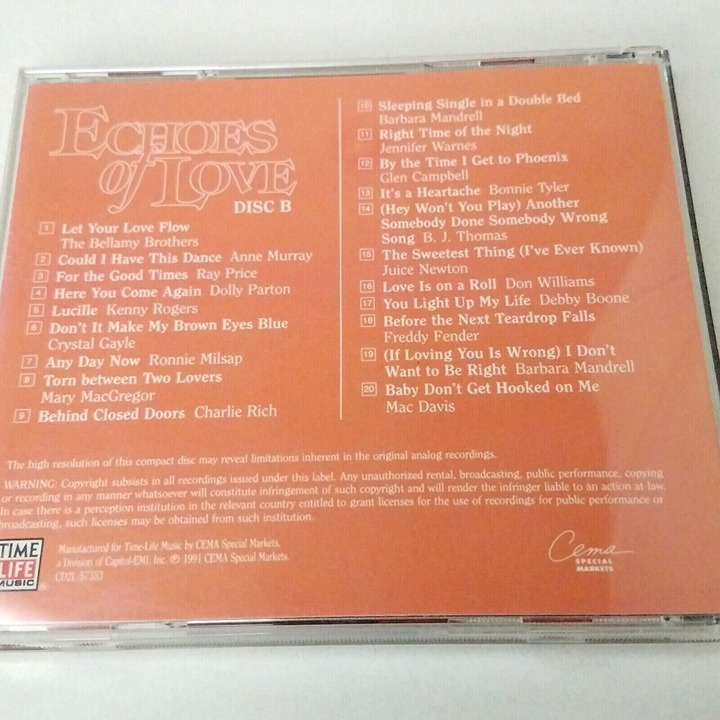 ECHOES
of LOVE
DISC B
1 Let Your Love Flow
The Bellamy Brothers
2 Could I Have This Dance Anne Murray
3 For the Good Times Ray Price
4 Here You Come Again Dolly Parton
5 Lucille Kenny Rogers
6 Don't It Make My Brown Eyes Blue
Crystal Gayle
7 Any Day Now Ronnie Milsap
8 Torn between Two Lovers
Mary MacGregor
9 Behind Closed Doors Charlie Rich
10 Sleeping Single in a Double Bed
Barbara Mandrell
11 Right Time of the Night
Jennifer Warnes
12 By the Time I Get to Phoenix
Glen Campbell
13 It's a Heartache Bonnie Tyler
14 (Hey Won't You Play) Another
Somebody Done Somebody Wrong
Song B. J. Thomas
15 The Sweetest Thing (I've Ever Known)
Juice Newton
16 Love Is on a Roll Don Williams
17 You Light Up My Life Debby Boone
18 Before the Next Teardrop Falls
Freddy Fender
19 (If Loving You Is Wrong) I Don't
Want to Be Right Barbara Mandrell
20 Baby Don't Get Hooked on Me
Mac Davis
The high resolution of this compact disc may reveal limitations inherent in the original analog recordings.
WARNING: Copyright subsists in all recordings issued under this label. Any unauthorized rental, broadcasting, public performance, copying
or recording in any manner whatsoever will constitute infringement of such copyright and will render the infringer liable to an action at law.
In case there is a perception institution in the relevant country entitled to grant licenses for the use of recordings for public performance or
broadcasting, such licenses may be obtained from such institution.
TIME
LIFE
MUSIC
Manufactured for Time-Life Music by CEMA Special Markets,
a Division of Capitol-EMI, Inc. ℗ 1991 CEMA Special Markets.
CD2L-57353
Cema
SPECIAL
MARKETS